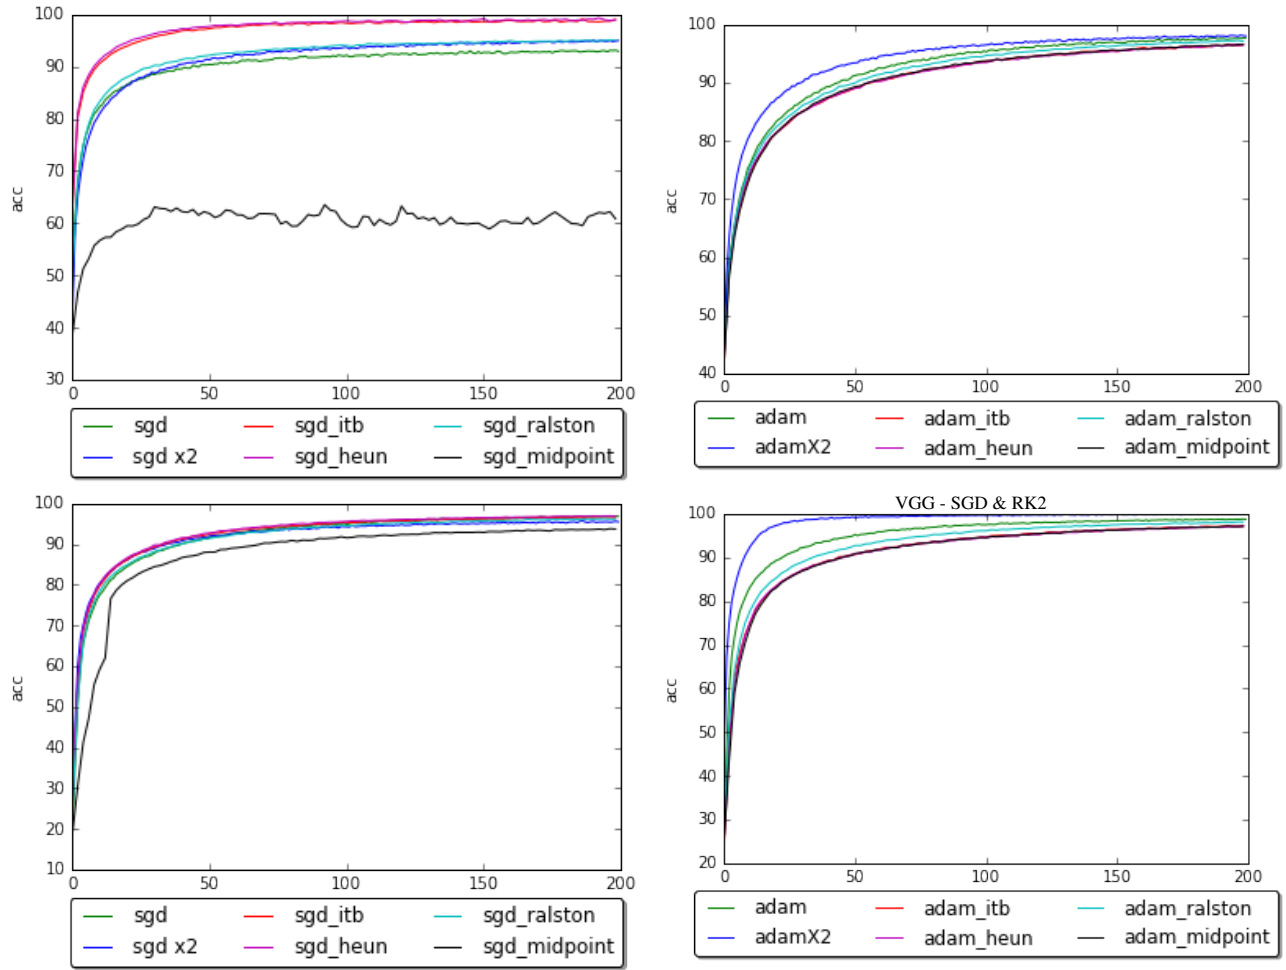 100
90
80
70
60
50
40
30
acc
0 50 100 150 200
sgd sgd_itb sgd_ralston
sgd x2 sgd_heun sgd_midpoint
100
90
80
70
60
50
40
acc
0 50 100 150 200
adam adam_itb adam_ralston
adamX2 adam_heun adam_midpoint
100
90
80
70
60
50
40
30
20
10
acc
0 50 100 150 200
sgd sgd_itb sgd_ralston
sgd x2 sgd_heun sgd_midpoint
VGG - SGD & RK2
100
90
80
70
60
50
40
30
20
acc
0 50 100 150 200
adam adam_itb adam_ralston
adamX2 adam_heun adam_midpoint